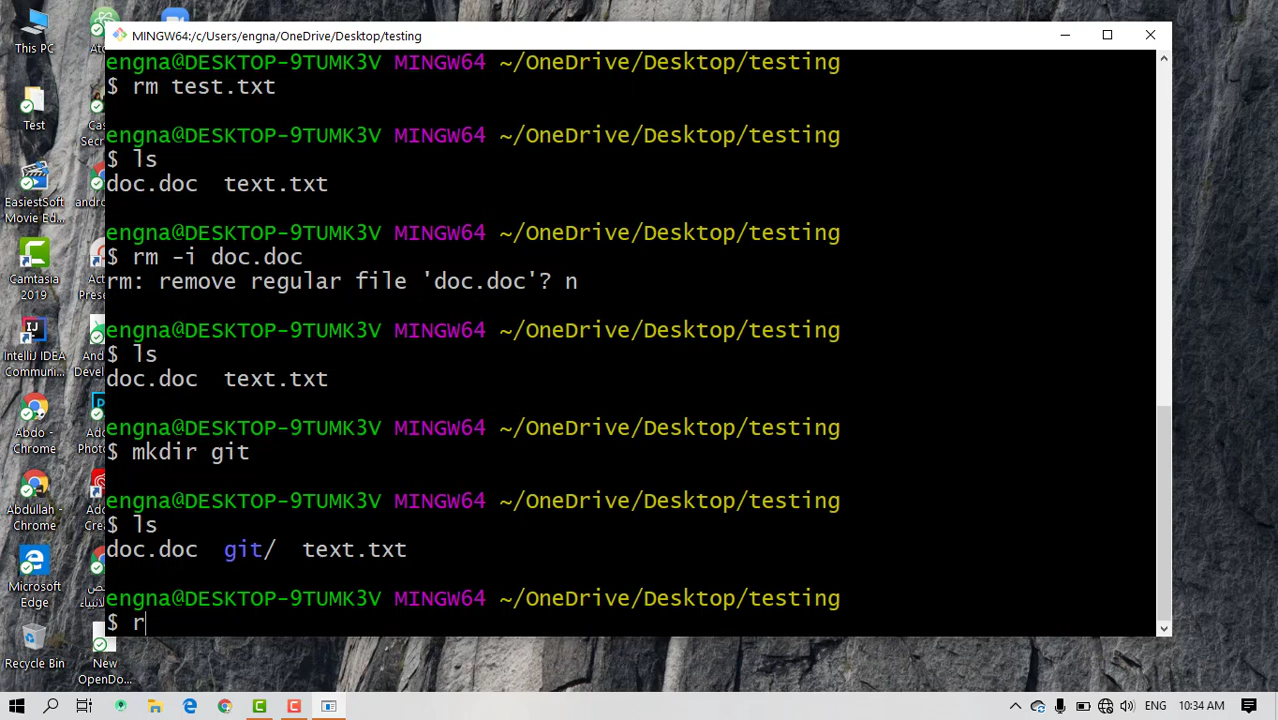 MINGW64:/c/Users/engna/OneDrive/Desktop/testing
engna@DESKTOP-9TUMK3V MINGW64 ~/OneDrive/Desktop/testing
$ rm test.txt
engna@DESKTOP-9TUMK3V MINGW64 ~/OneDrive/Desktop/testing
$ ls
doc.doc text.txt
engna@DESKTOP-9TUMK3V MINGW64 ~/OneDrive/Desktop/testing
$ rm -i doc.doc
rm: remove regular file 'doc.doc'? n
engna@DESKTOP-9TUMK3V MINGW64 ~/OneDrive/Desktop/testing
$ ls
doc.doc text.txt
engna@DESKTOP-9TUMK3V MINGW64 ~/OneDrive/Desktop/testing
$ mkdir git
engna@DESKTOP-9TUMK3V MINGW64 ~/OneDrive/Desktop/testing
$ ls
doc.doc git/ text.txt
engna@DESKTOP-9TUMK3V MINGW64 ~/OneDrive/Desktop/testing
$ r
This PC
Test
EasiestSoft
Movie Ed...
Camtasia
2019
IntelliJ IDEA
Communi...
Abdo -
Chrome
Abdullah -
Chrome
Microsoft
Edge
Recycle Bin
New
OpenDo...
ENG
10:34 AM